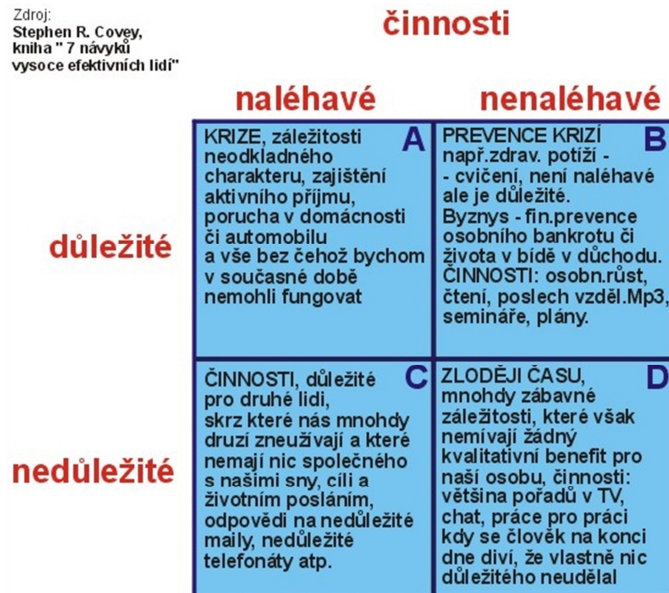 Zdroj:
Stephen R. Covey,
kniha " 7 návyků
vysoce efektivních lidí"
činnosti
naléhavé
nenaléhavé
důležité
A
KRIZE, záležitosti
neodkladného
charakteru, zajištění
aktivního příjmu,
porucha v domácnosti
či automobilu
a vše bez čehož bychom
v současné době
nemohli fungovat
B
PREVENCE KRIZÍ
např.zdrav. potíží -
- cvičení, není naléhavé
ale je důležité.
Byznys - fin.prevence
osobního bankrotu či
života v bídě v důchodu.
ČINNOSTI: osobn.růst,
čtení, poslech vzděl.Mp3,
semináře, plány.
nedůležité
C
ČINNOSTI, důležité
pro druhé lidi,
skrz které nás mnohdy
druzí zneužívají a které
nemají nic společného
s našimi sny, cíli a
životním posláním,
odpovědi na nedůležité
maily, nedůležité
telefonáty atp.
D
ZLODĚJI ČASU,
mnohdy zábavné
záležitosti, které však
nemívají žádný
kvalitativní benefit pro
naší osobu, činnosti:
většina pořadů v TV,
chat, práce pro práci
kdy se člověk na konci
dne diví, že vlastně nic
důležitého neudělal